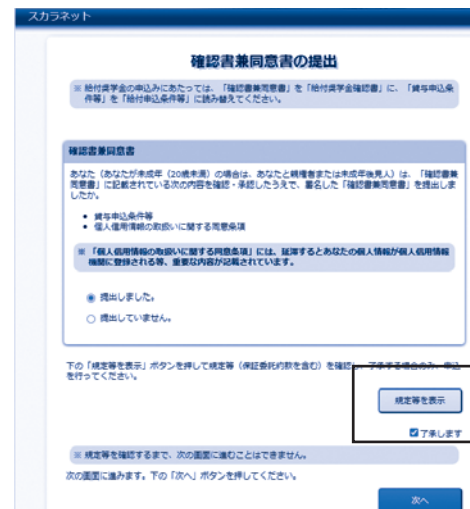 スカラネット
確認書兼同意書の提出
※ 給付奨学金の申込みにあたっては、「確認書兼同意書」を「給付奨学金確認書」に、「貸与申込条
件等」を「給付申込条件等」に読み替えてください。
確認書兼同意書
あなた（あなたが未成年（20歳未満）の場合は、あなたと親権者または未成年後見人）は、「確認書兼
同意書」に記載されている次の内容を確認・承認したうえで、署名した「確認書兼同意書」を提出しま
したか。
• 貸与申込条件等
• 個人信用情報の取扱いに関する同意条項
※ 「個人信用情報の取扱いに関する同意条項」には、延滞するとあなたの個人情報が個人信用情報
機関に登録される等、重要な内容が記載されています。
提出しました。
提出していません。
下の「規定等を表示」ボタンを押して規定等（保証委託約款を含む）を確認し、了承する場合のみ、申込
を行ってください。
規定等を表示
了承します
※ 規定等を確認するまで、次の画面に進むことはできません。
次の画面に進みます。下の「次へ」ボタンを押してください。
次へ